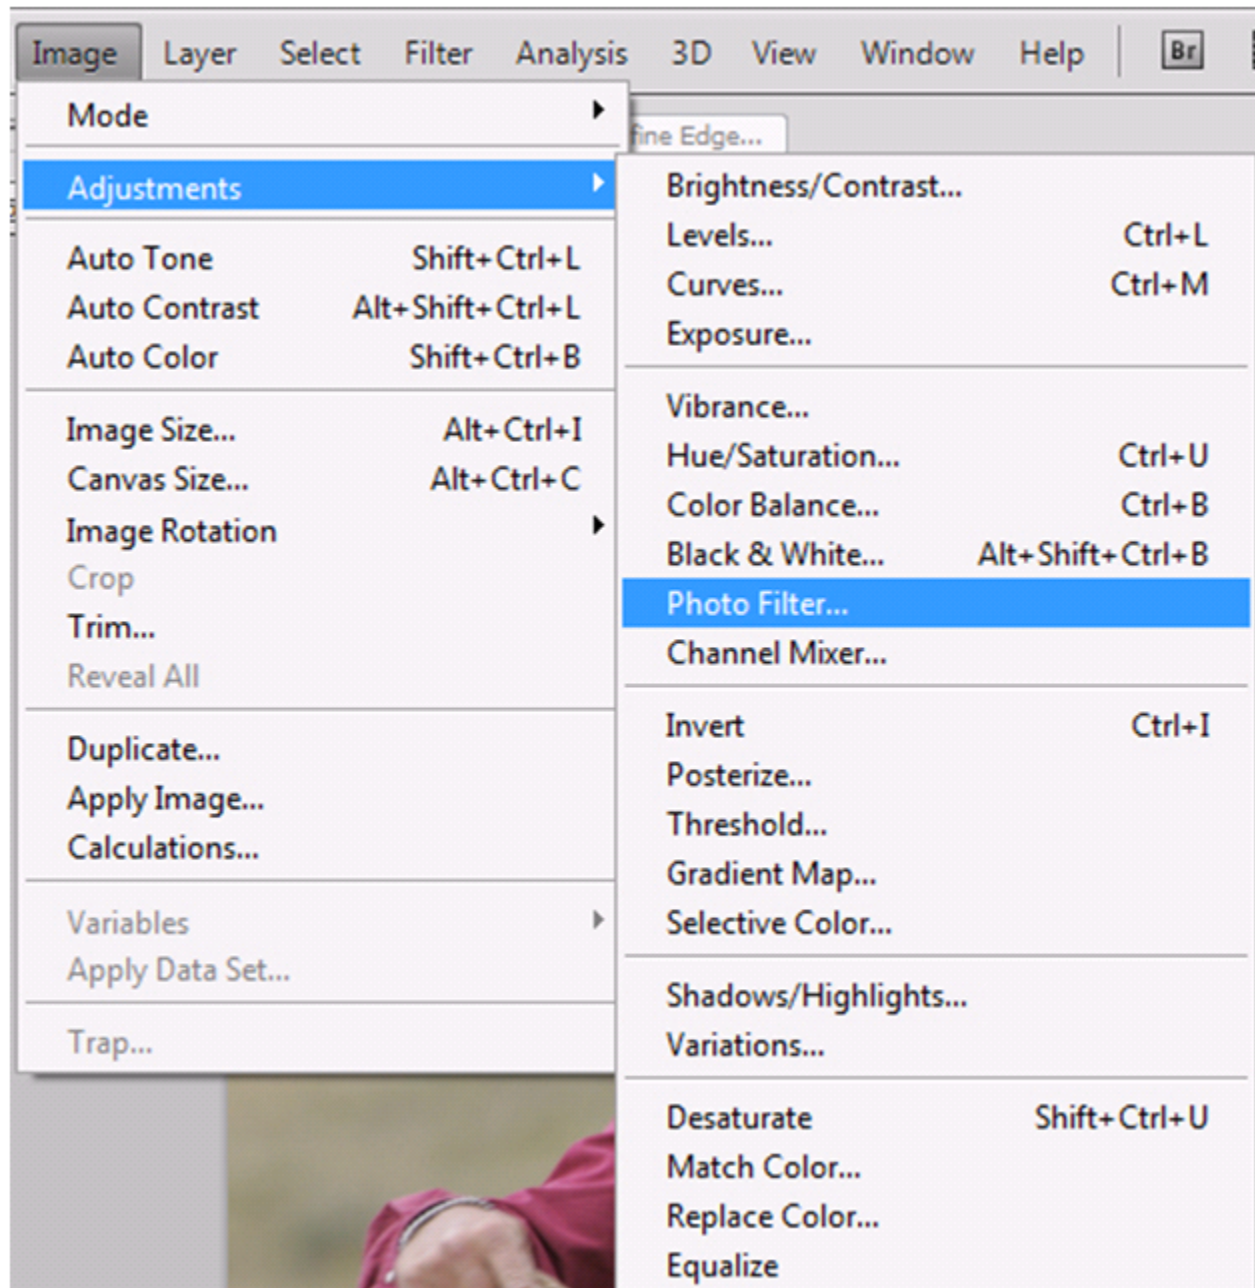 Image Layer Select Filter Analysis 3D View Window Help Br
Mode
fine Edge...
Adjustments
Auto Tone Shift+Ctrl+L
Auto Contrast Alt+Shift+Ctrl+L
Auto Color Shift+Ctrl+B
Image Size... Alt+Ctrl+I
Canvas Size... Alt+Ctrl+C
Image Rotation
Crop
Trim...
Reveal All
Duplicate...
Apply Image...
Calculations...
Variables
Apply Data Set...
Trap...
Brightness/Contrast...
Levels... Ctrl+L
Curves... Ctrl+M
Exposure...
Vibrance...
Hue/Saturation... Ctrl+U
Color Balance... Ctrl+B
Black & White... Alt+Shift+Ctrl+B
Photo Filter...
Channel Mixer...
Invert Ctrl+I
Posterize...
Threshold...
Gradient Map...
Selective Color...
Shadows/Highlights...
Variations...
Desaturate Shift+Ctrl+U
Match Color...
Replace Color...
Equalize